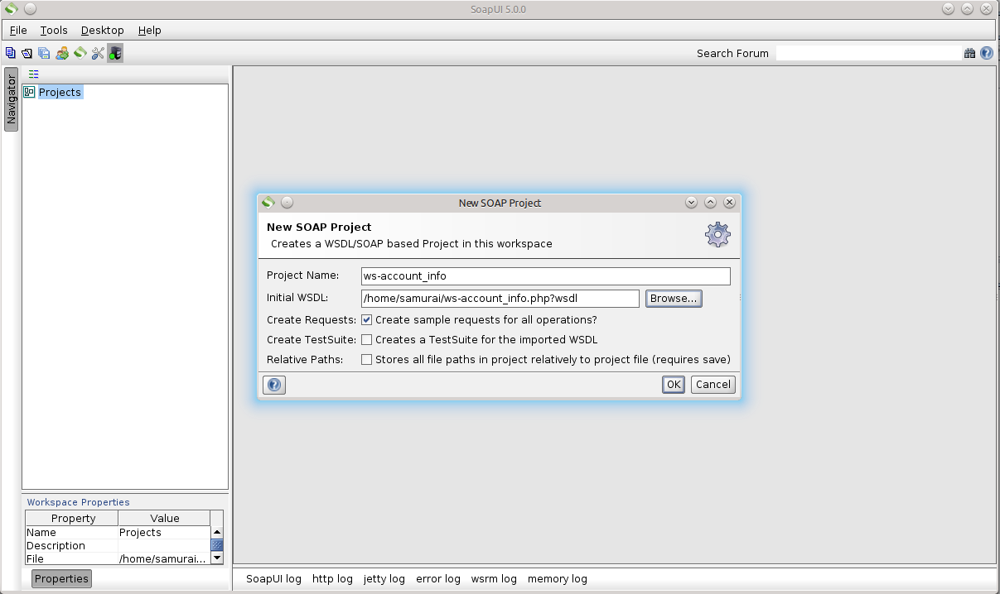 SoapUI 5.0.0
File Tools Desktop Help
Search Forum
Navigator
Projects
New SOAP Project
New SOAP Project
Creates a WSDL/SOAP based Project in this workspace
Project Name: ws-account_info
Initial WSDL: /home/samurai/ws-account_info.php?wsdl Browse...
Create Requests: Create sample requests for all operations?
Create TestSuite: Creates a TestSuite for the imported WSDL
Relative Paths: Stores all file paths in project relatively to project file (requires save)
OK Cancel
Workspace Properties
Property Value
Name Projects
Description
File /home/samurai...
Properties
SoapUI log http log jetty log error log wsrm log memory log